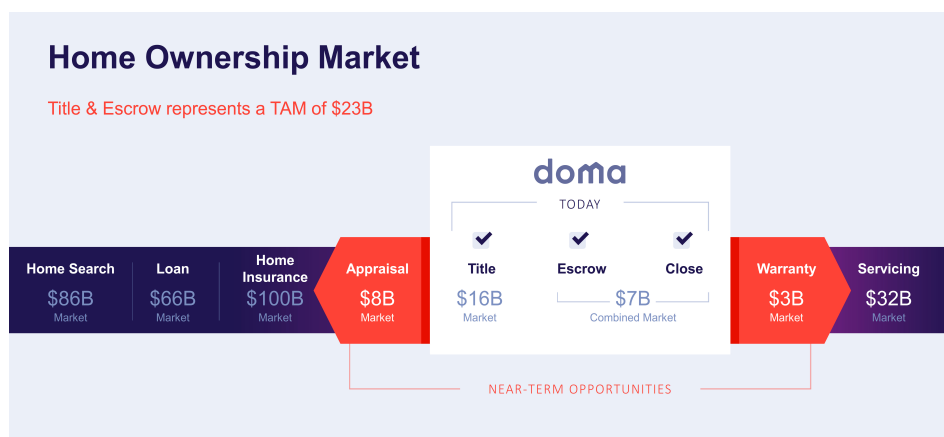 Home Ownership Market
Title & Escrow represents a TAM of $23B
doma
TODAY
Home Search
$86B
Market
Loan
$66B
Market
Home
Insurance
$100B
Market
Appraisal
$8B
Market
Title
$16B
Market
Escrow
Close
$7B
Combined Market
Warranty
$3B
Market
Servicing
$32B
Market
NEAR-TERM OPPORTUNITIES